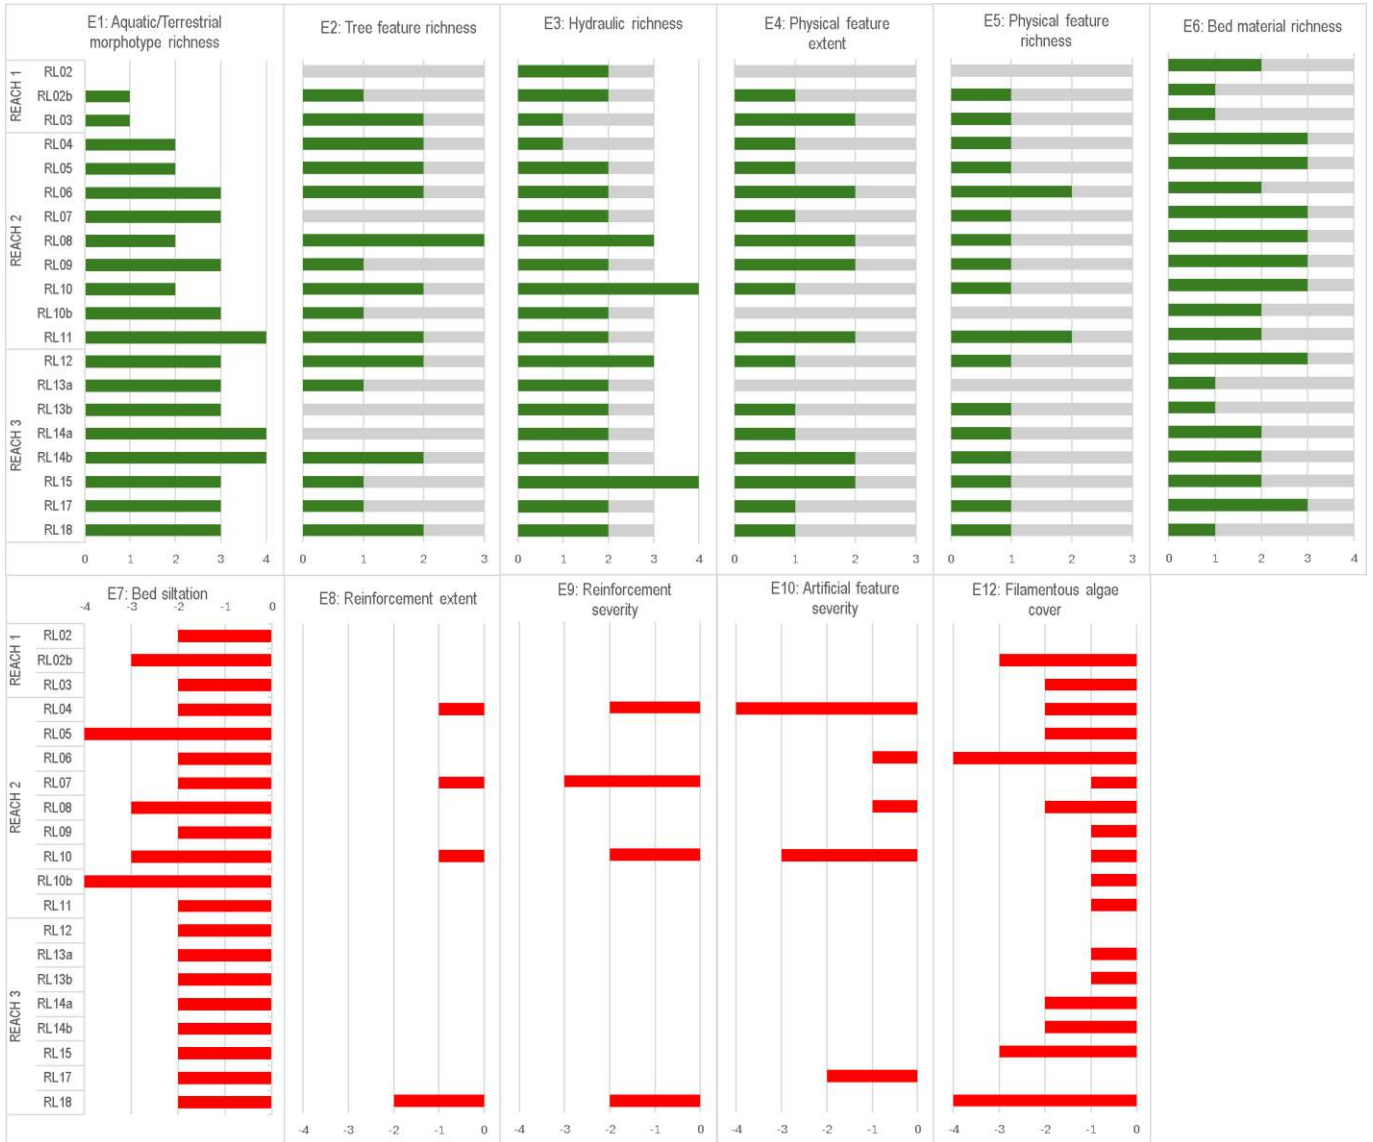 E1: Aquatic/Terrestrial
morphotype richness
E2: Tree feature richness
E3: Hydraulic richness
E4: Physical feature
extent
E5: Physical feature
richness
E6: Bed material richness
REACH 1
RL02
RL02b
RL03
REACH 2
RL04
RL05
RL06
RL07
RL08
RL09
RL10
RL10b
RL11
REACH 3
RL12
RL13a
RL13b
RL14a
RL14b
RL15
RL17
RL18
0 1 2 3 4
0 1 2 3
0 1 2 3 4
0 1 2 3
0 1 2 3
0 1 2 3 4
E7: Bed siltation
-4 -3 -2 -1 0
E8: Reinforcement extent
E9: Reinforcement
severity
E10: Artificial feature
severity
E12: Filamentous algae
cover
REACH 1
RL02
RL02b
RL03
REACH 2
RL04
RL05
RL06
RL07
RL08
RL09
RL10
RL10b
RL11
REACH 3
RL12
RL13a
RL13b
RL14a
RL14b
RL15
RL17
RL18
-4 -3 -2 -1 0
-4 -3 -2 -1 0
-4 -3 -2 -1 0
-4 -3 -2 -1 0